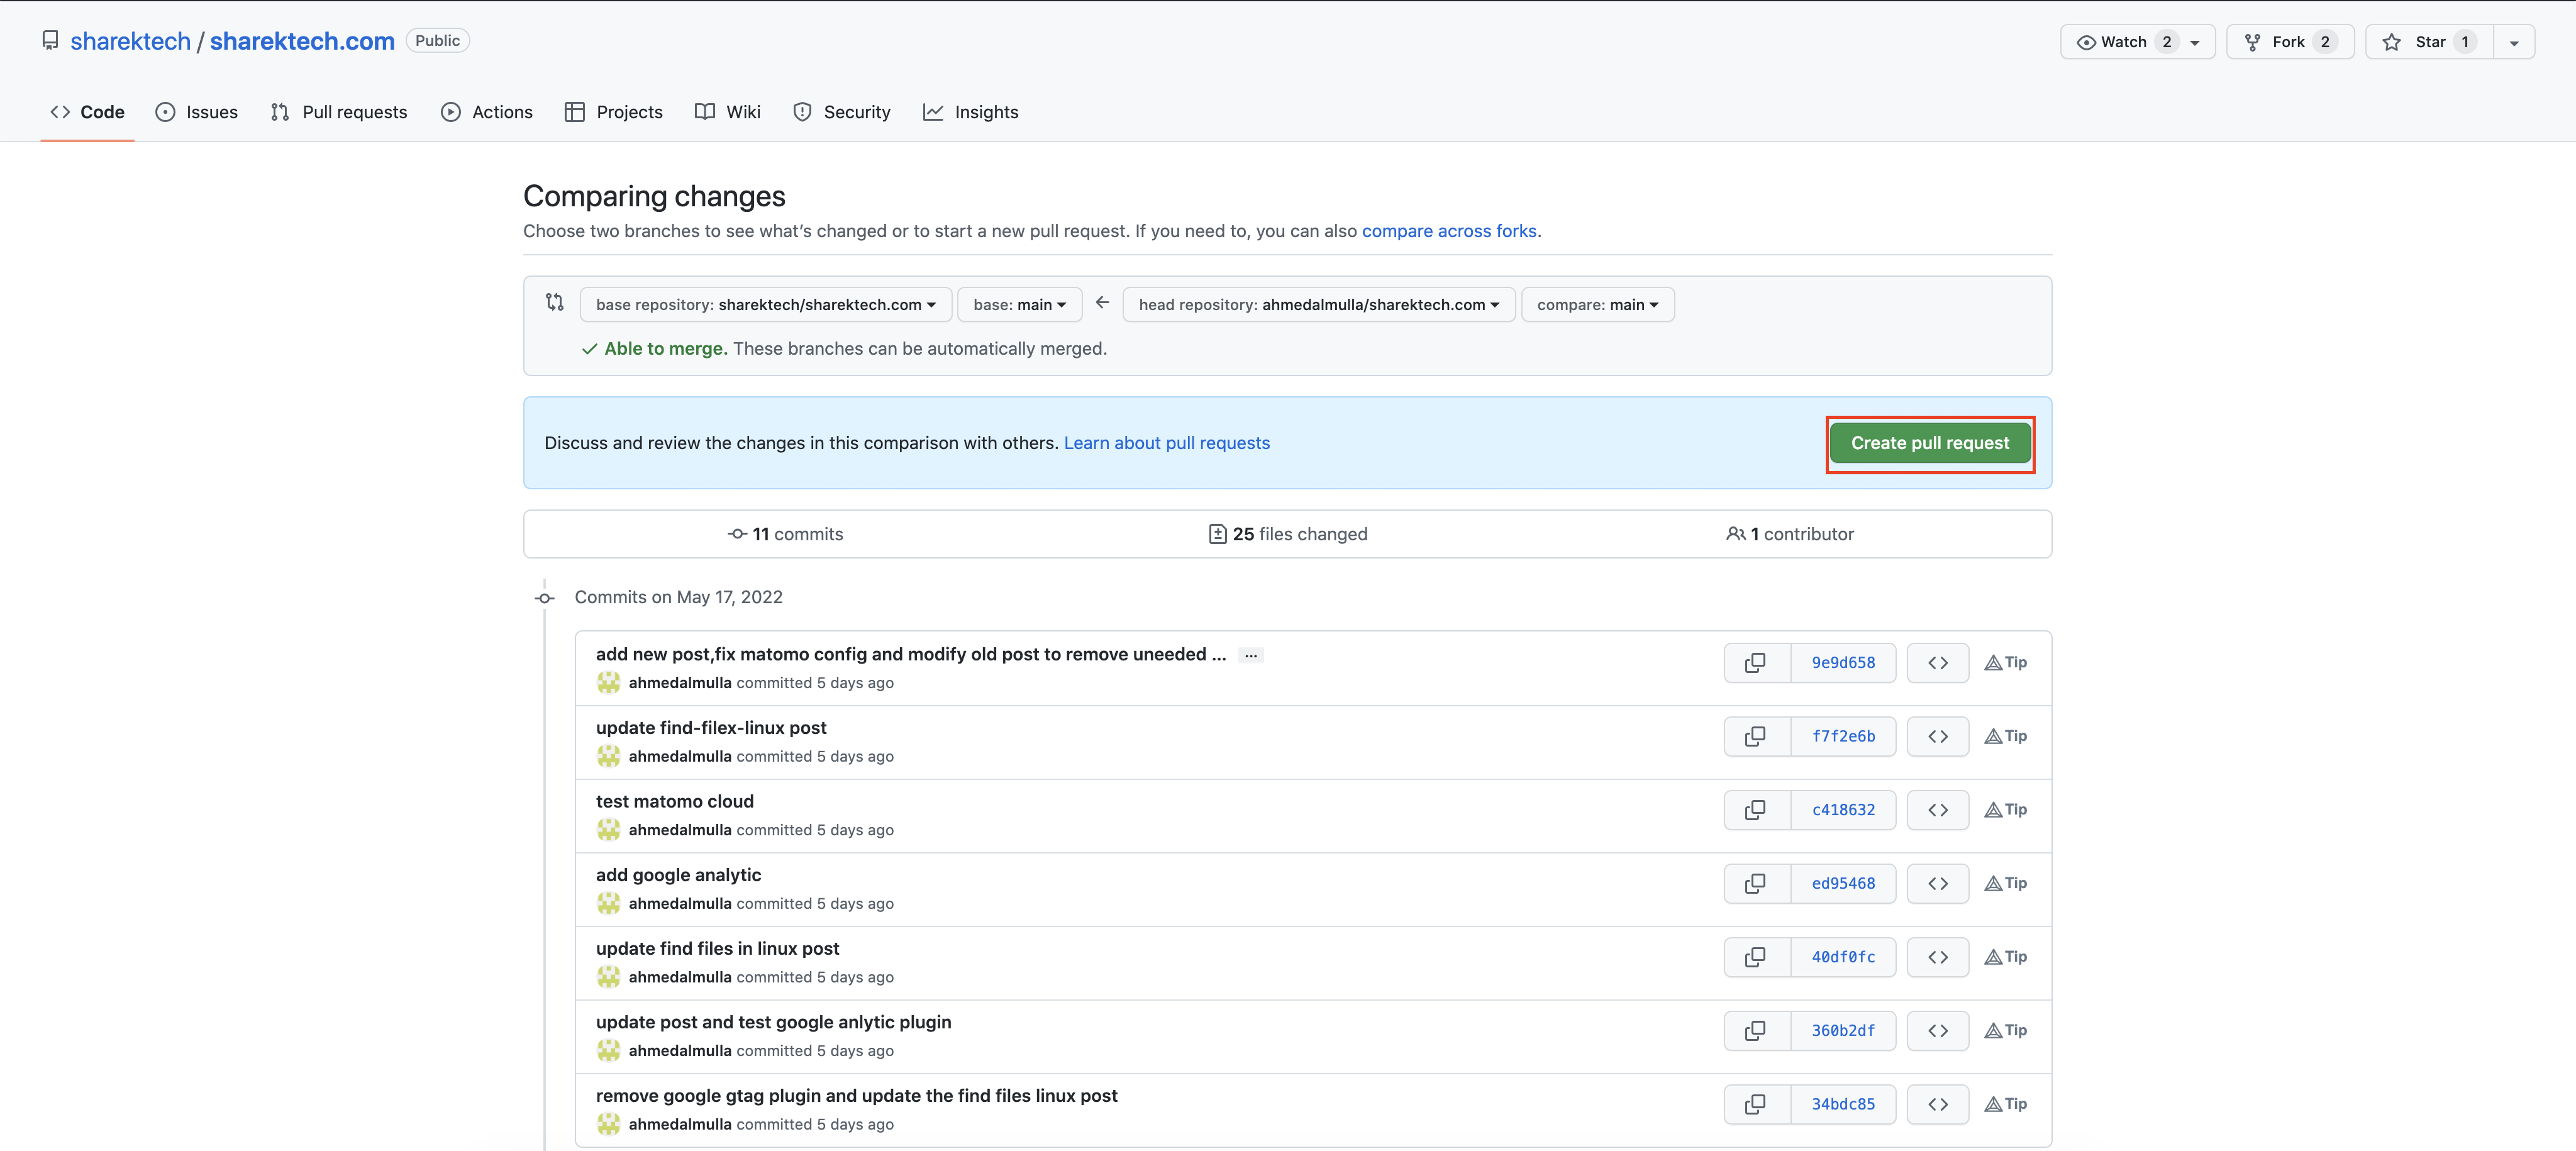 sharektech / sharektech.com Public
Watch 2 Fork 2 Star 1
Code Issues Pull requests Actions Projects Wiki Security Insights
Comparing changes
Choose two branches to see what’s changed or to start a new pull request. If you need to, you can also compare across forks.
base repository: sharektech/sharektech.com base: main head repository: ahmedalmulla/sharektech.com compare: main
Able to merge. These branches can be automatically merged.
Discuss and review the changes in this comparison with others. Learn about pull requests
Create pull request
11 commits 25 files changed 1 contributor
Commits on May 17, 2022
add new post,fix matomo config and modify old post to remove uneeded ... …
ahmedalmulla committed 5 days ago
9e9d658 Tip
update find-filex-linux post
ahmedalmulla committed 5 days ago
f7f2e6b Tip
test matomo cloud
ahmedalmulla committed 5 days ago
c418632 Tip
add google analytic
ahmedalmulla committed 5 days ago
ed95468 Tip
update find files in linux post
ahmedalmulla committed 5 days ago
40df0fc Tip
update post and test google anlytic plugin
ahmedalmulla committed 5 days ago
360b2df Tip
remove google gtag plugin and update the find files linux post
ahmedalmulla committed 5 days ago
34bdc85 Tip